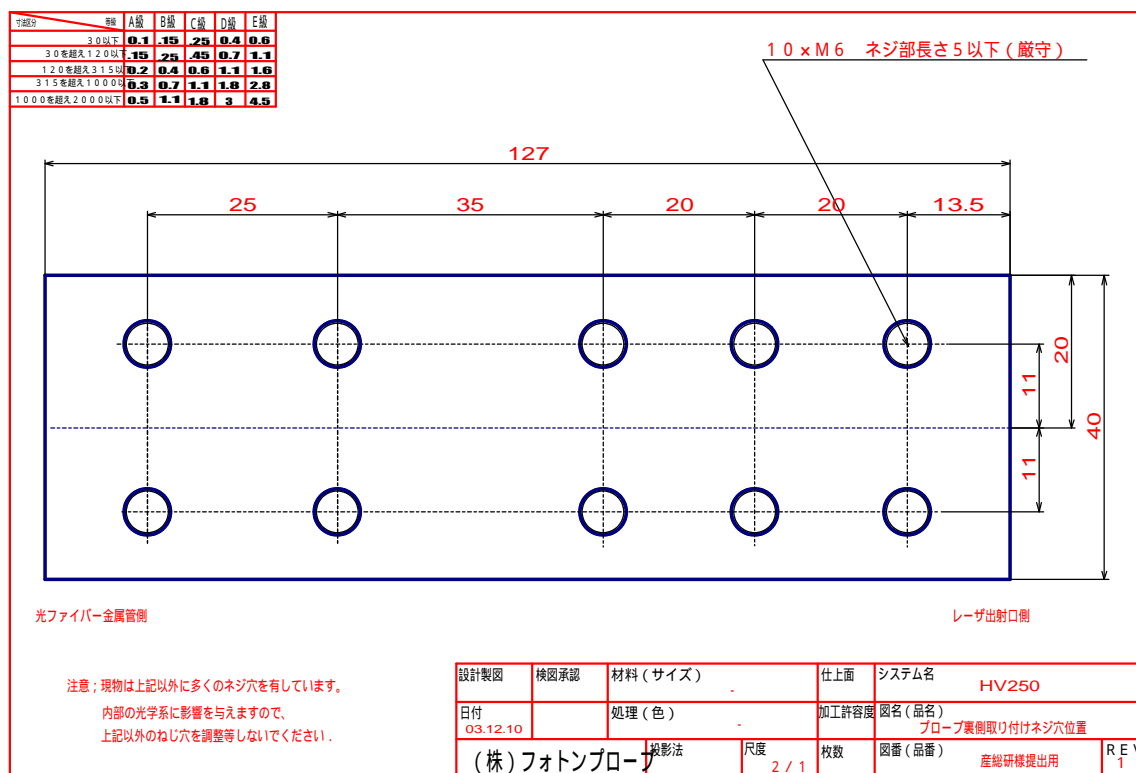 寸法区分 等級 A級 B級 C級 D級 E級
30以下 0.1 .15 .25 0.4 0.6
30を超え120以下 .15 .25 .45 0.7 1.1
120を超え315以下 0.2 0.4 0.6 1.1 1.6
315を超え1000以下 0.3 0.7 1.1 1.8 2.8
1000を超え2000以下 0.5 1.1 1.8 3 4.5
10×M6 ネジ部長さ5以下(厳守)
127
25 35 20 20 13.5
11 20
40
11
光ファイバー金属管側 レーザ出射口側
注意;現物は上記以外に多くのネジ穴を有しています。
内部の光学系に影響を与えますので、
上記以外のねじ穴を調整等しないでください.
設計製図 検図承認 材料(サイズ) 仕上面 システム名
- HV250
日付 処理(色) 加工許容度 図名(品名)
03.12.10 - プローブ裏側取り付けネジ穴位置
(株)フォトンプローブ 投影法 尺度 枚数 図番(品番) REV
2/1 産総研様提出用 1